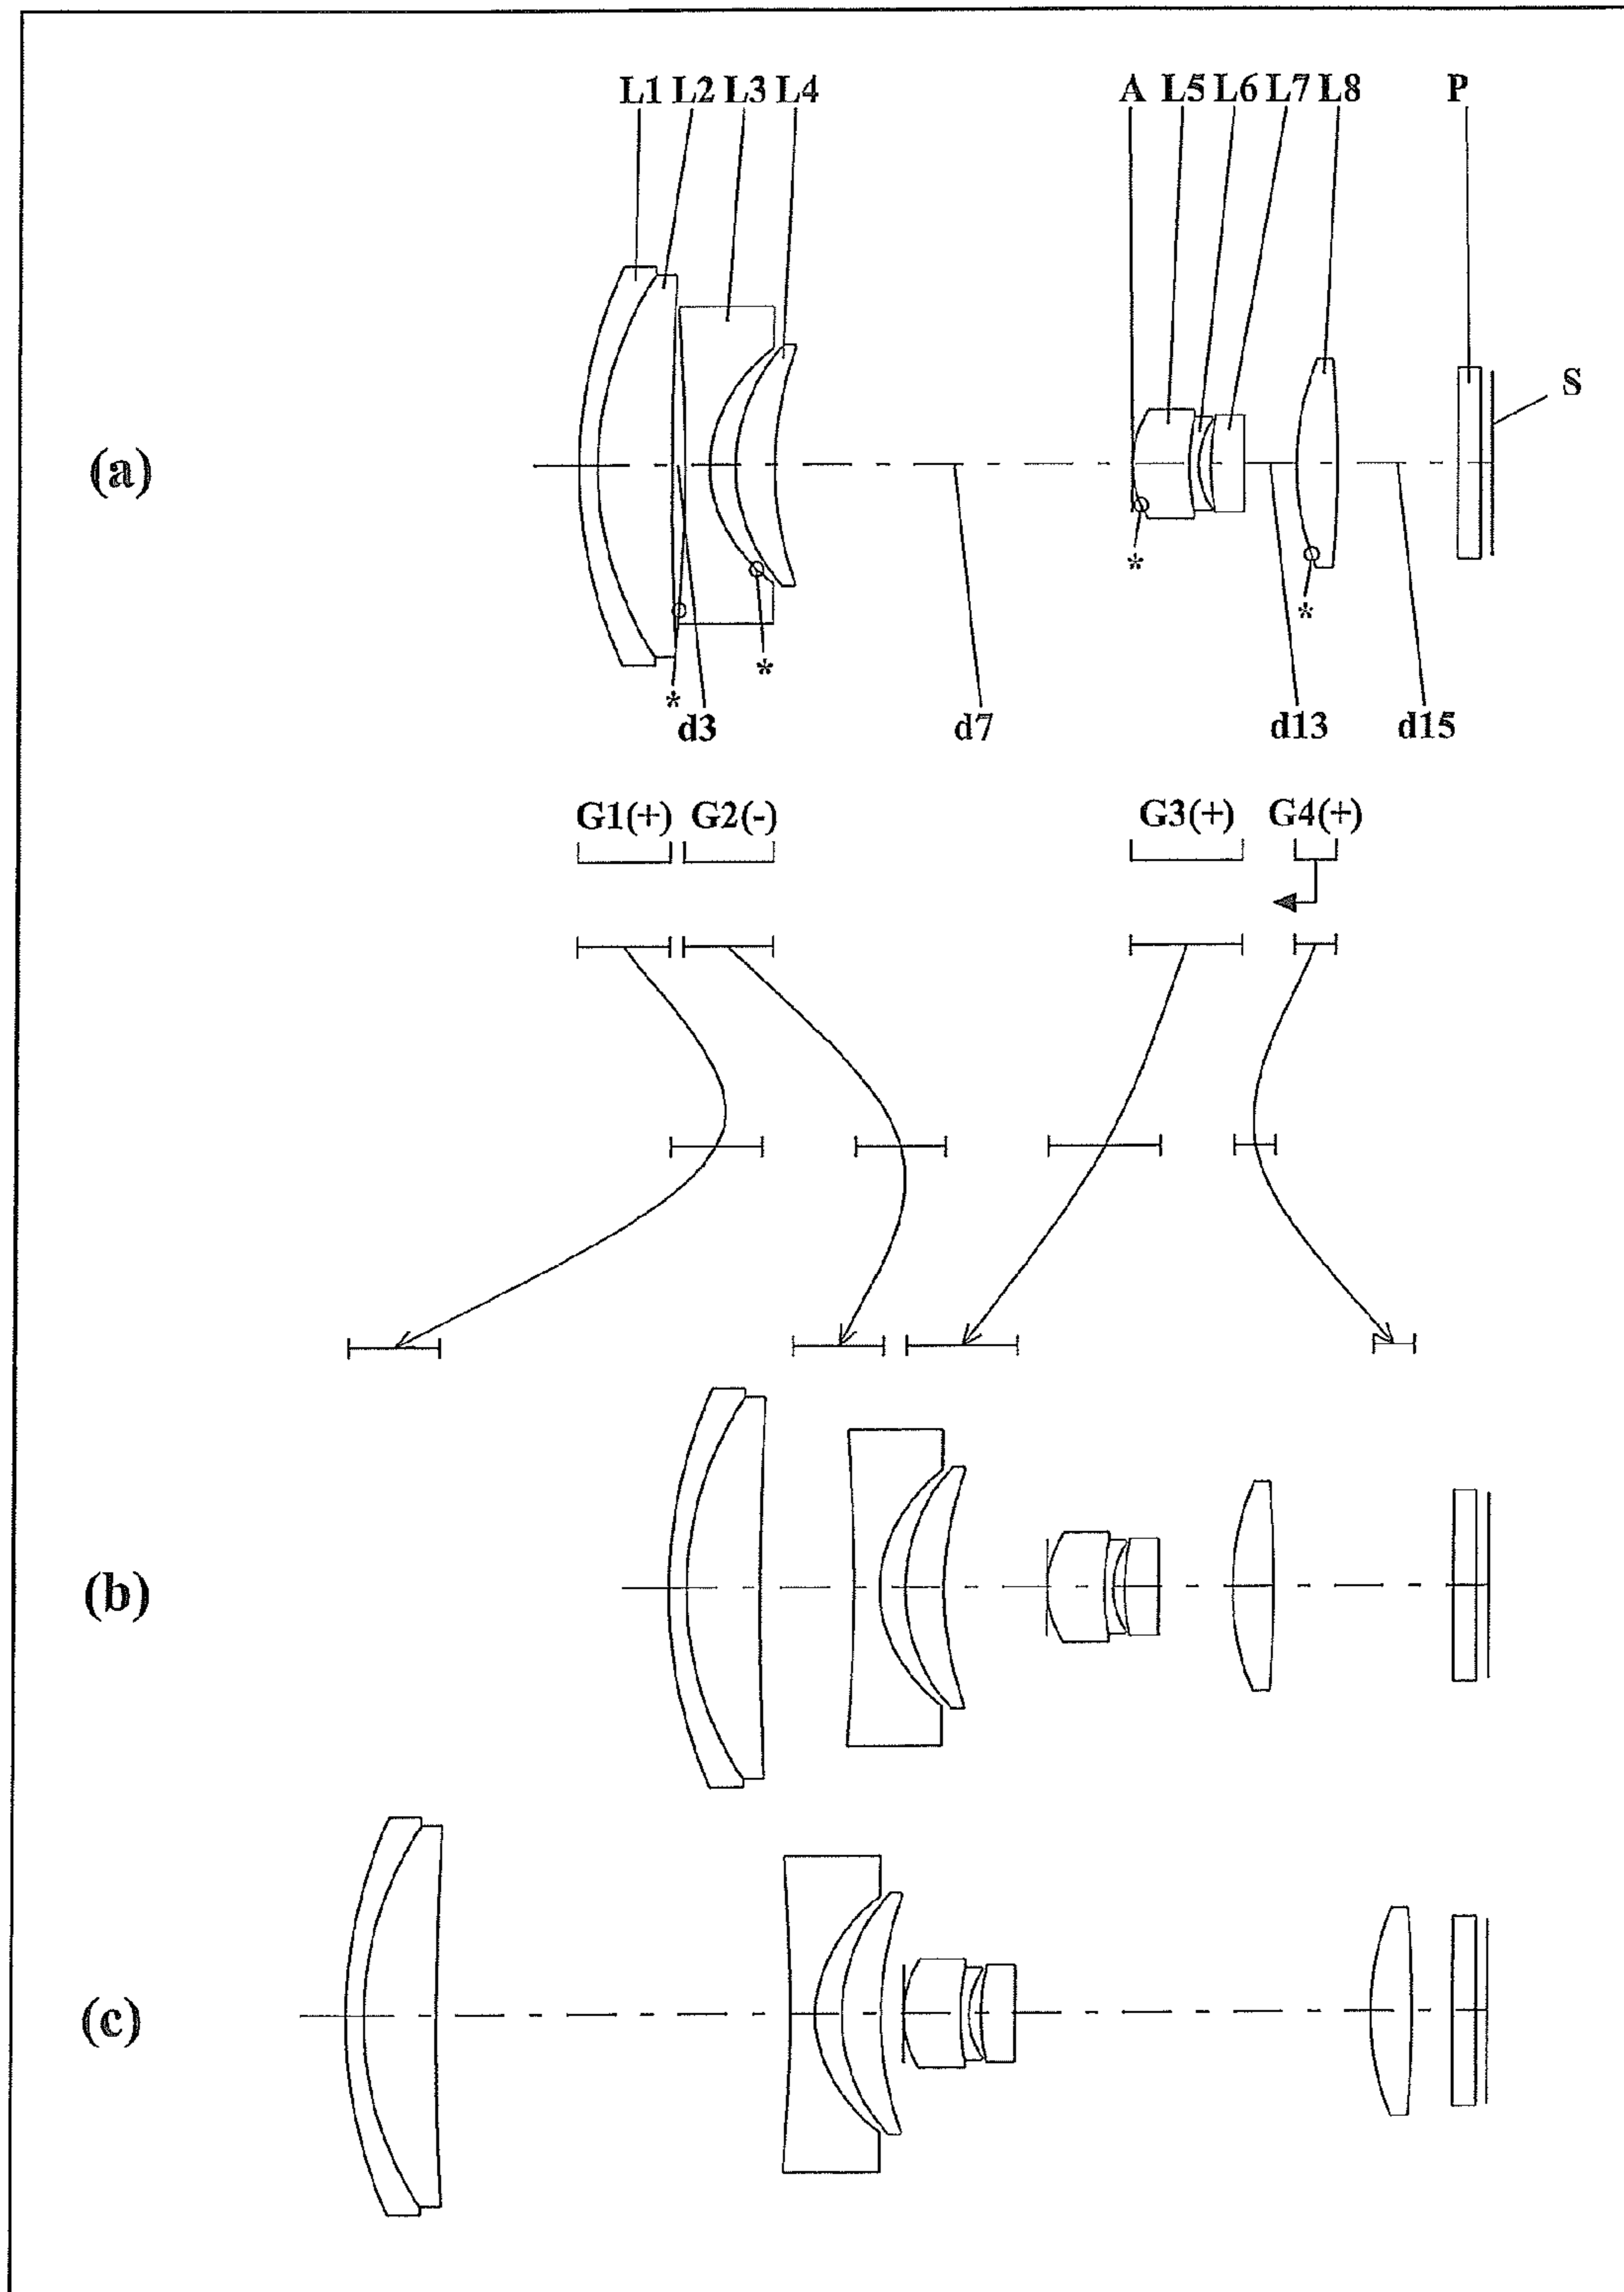 L1 L2 L3 L4 A L5 L6 L7 L8 P
S
(a)
*
*
*
*
d3 d7 d13 d15
G1(+) G2(-) G3(+) G4(+)
(b)
(c)